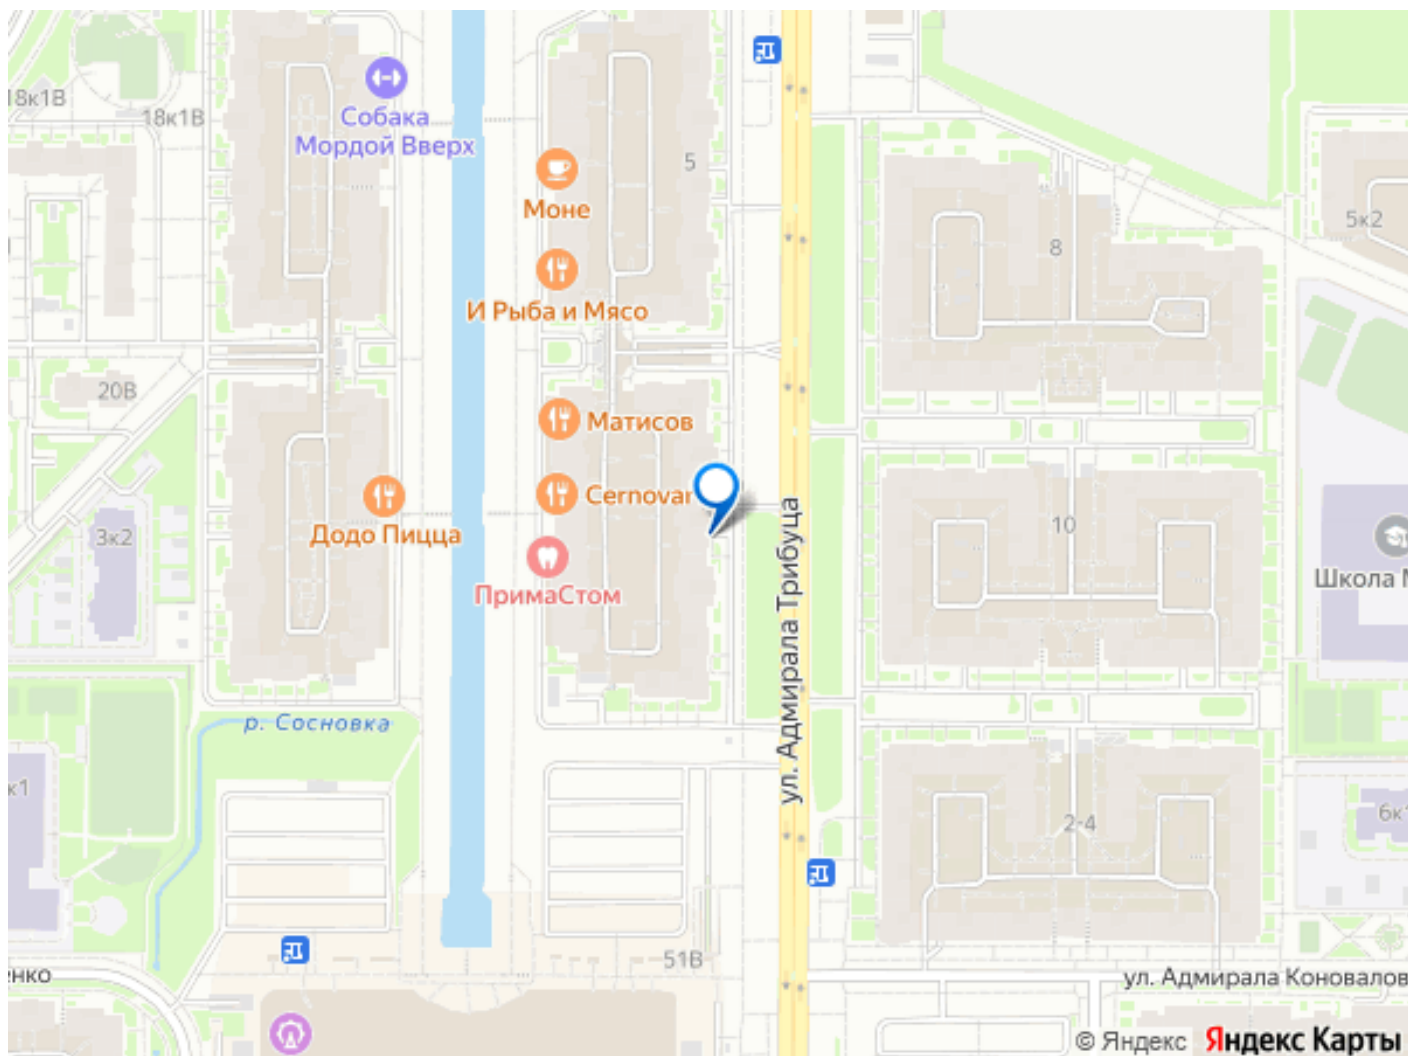 18к1В
18к1В
Собака
Мордой Вверх
5
Моне
8
5к2
И Рыба и Мясо
20В
Матисов
Cernovar
Додо Пицца
3к2
10
ПримаСтом
Школа
ул. Адмирала Трибуца
р. Сосновка
к1
6к
2-4
51В
енко
ул. Адмирала Коновалов
© Яндекс Яндекс Карты